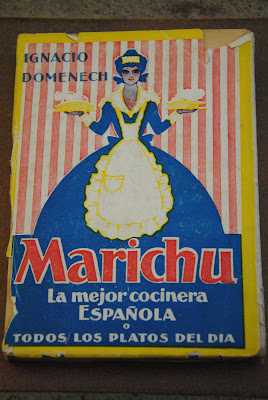 IGNACIO
DOMENECH
Marichu
La mejor cocinera
ESPAÑOLA
o
TODOS LOS PLATOS DEL DIA